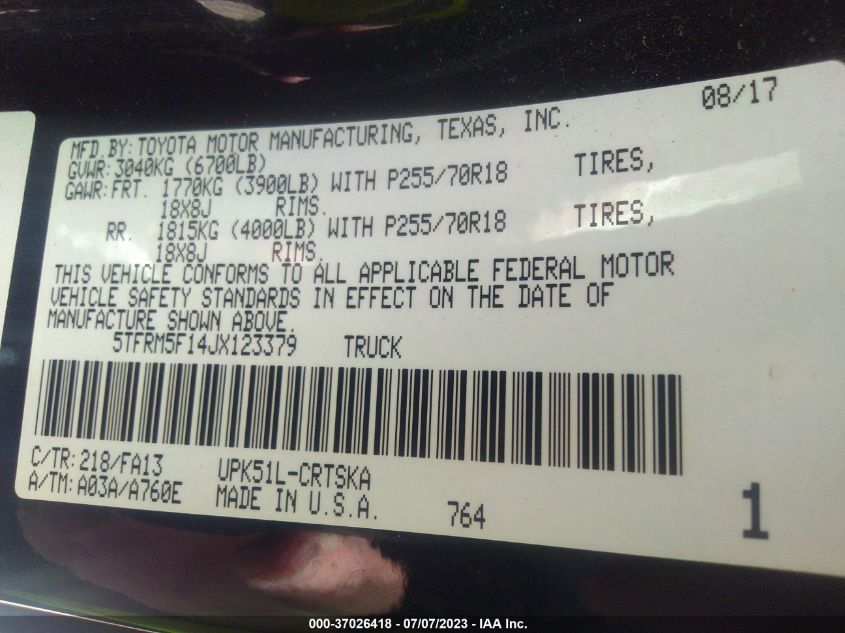 08/17
MFD. BY: TOYOTA MOTOR MANUFACTURING, TEXAS, INC.
GVWR: 3040KG (6700LB)
GAWR: FRT. 1770KG (3900LB) WITH P255/70R18 TIRES,
18X8J RIMS.
RR. 1815KG (4000LB) WITH P255/70R18 TIRES,
18X8J RIMS.
THIS VEHICLE CONFORMS TO ALL APPLICABLE FEDERAL MOTOR
VEHICLE SAFETY STANDARDS IN EFFECT ON THE DATE OF
MANUFACTURE SHOWN ABOVE.
5TFRM5F14JX123379 TRUCK
C/TR: 218/FA13 UPK51L-CRTSKA
A/TM: A03A/A760E MADE IN U.S.A. 764 1
000-37026418 - 07/07/2023 - IAA Inc.